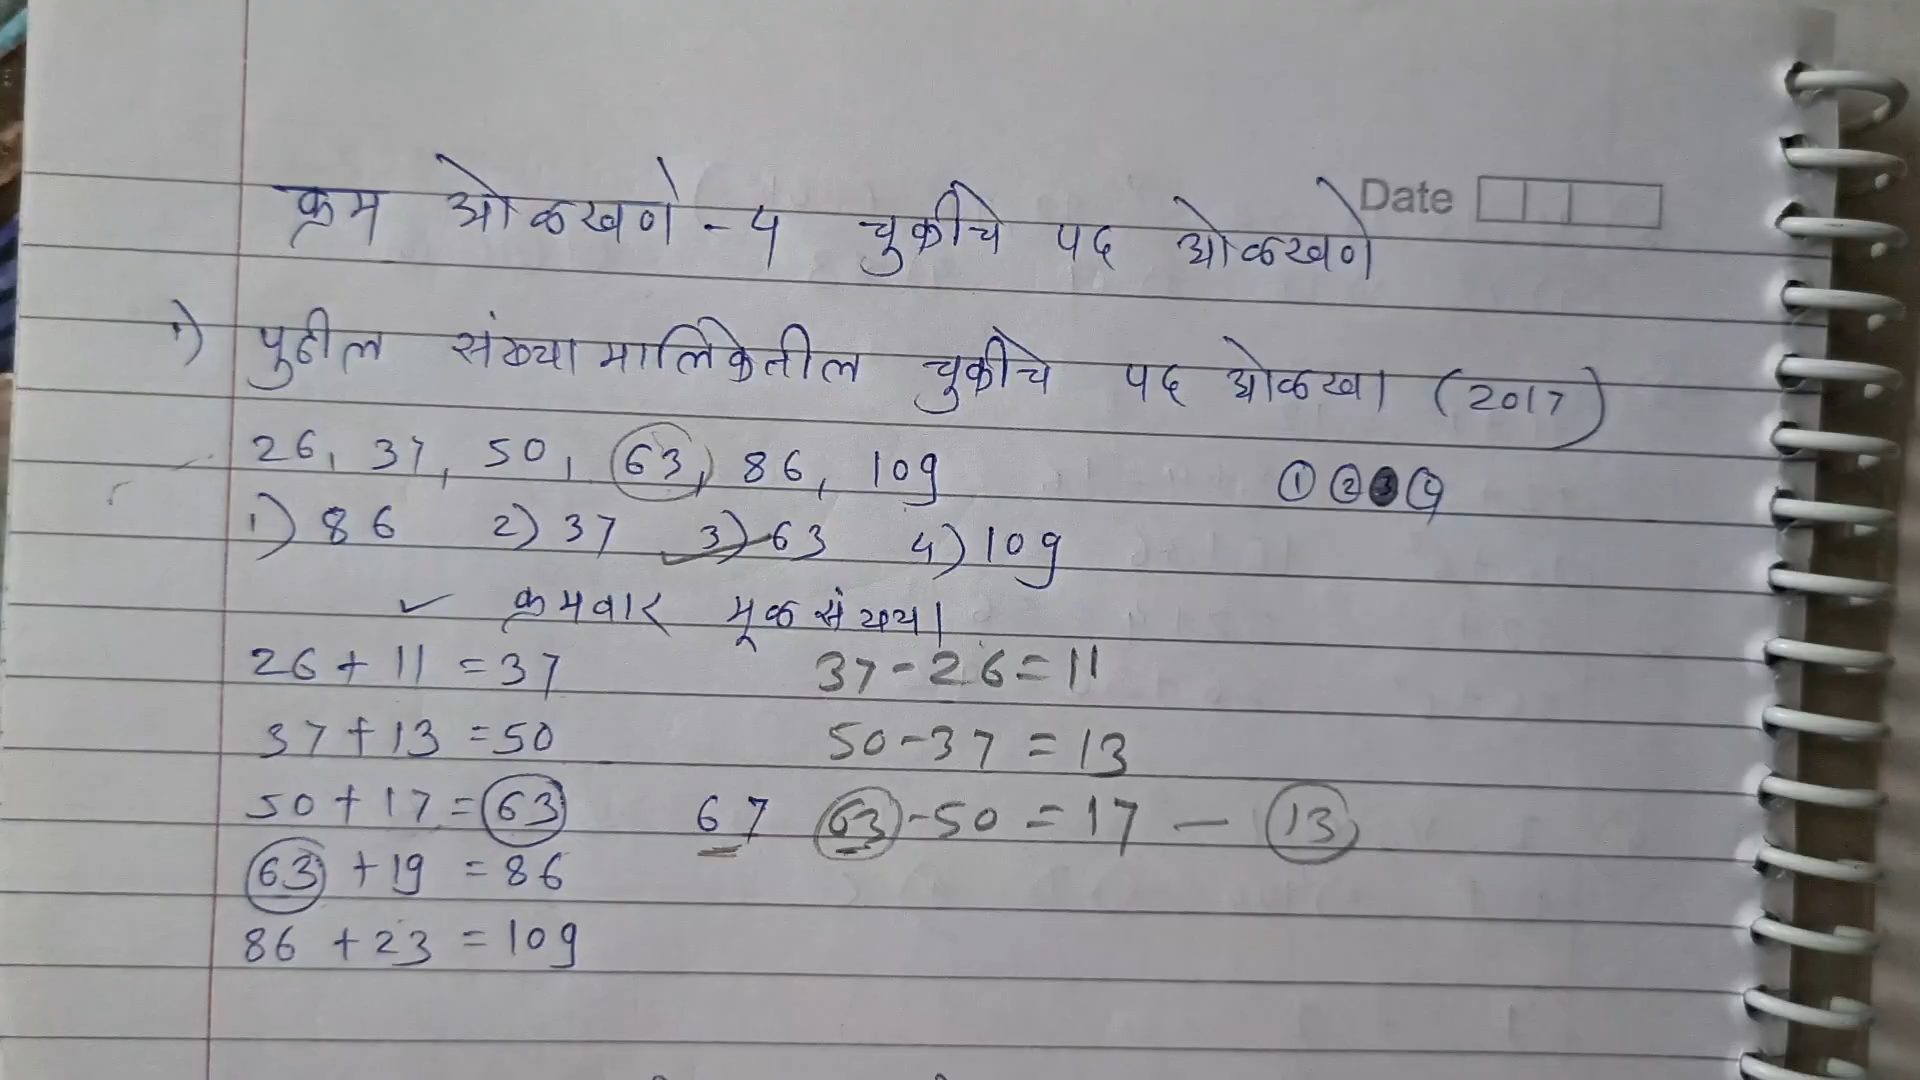 Date
क्रम ओळखणे - ५ चुकीचे पद ओळखणे
१) पुढील संख्यामालिकेतील चुकीचे पद ओळखा (2017)
26, 37, 50, 63, 86, 109 ① ② ③ ④
1) 86 2) 37 3) 63 4) 109
✓ क्रमवार मूळ संख्या
26 + 11 = 37 37 - 26 = 11
37 + 13 = 50 50 - 37 = 13
50 + 17 = 63 67 63 - 50 = 17 — 13
63 + 19 = 86
86 + 23 = 109